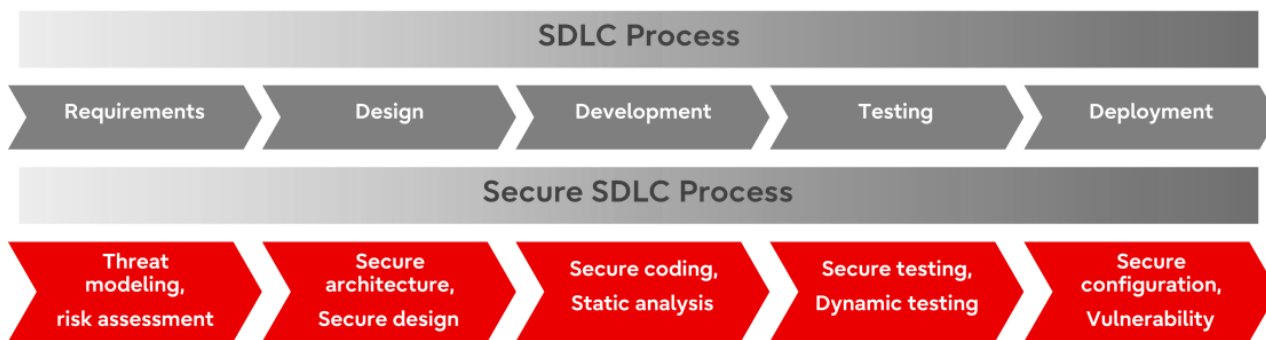 SDLC Process
Requirements
Design
Development
Testing
Deployment
Secure SDLC Process
Threat
modeling,
risk assessment
Secure
architecture,
Secure design
Secure coding,
Static analysis
Secure testing,
Dynamic testing
Secure
configuration,
Vulnerability